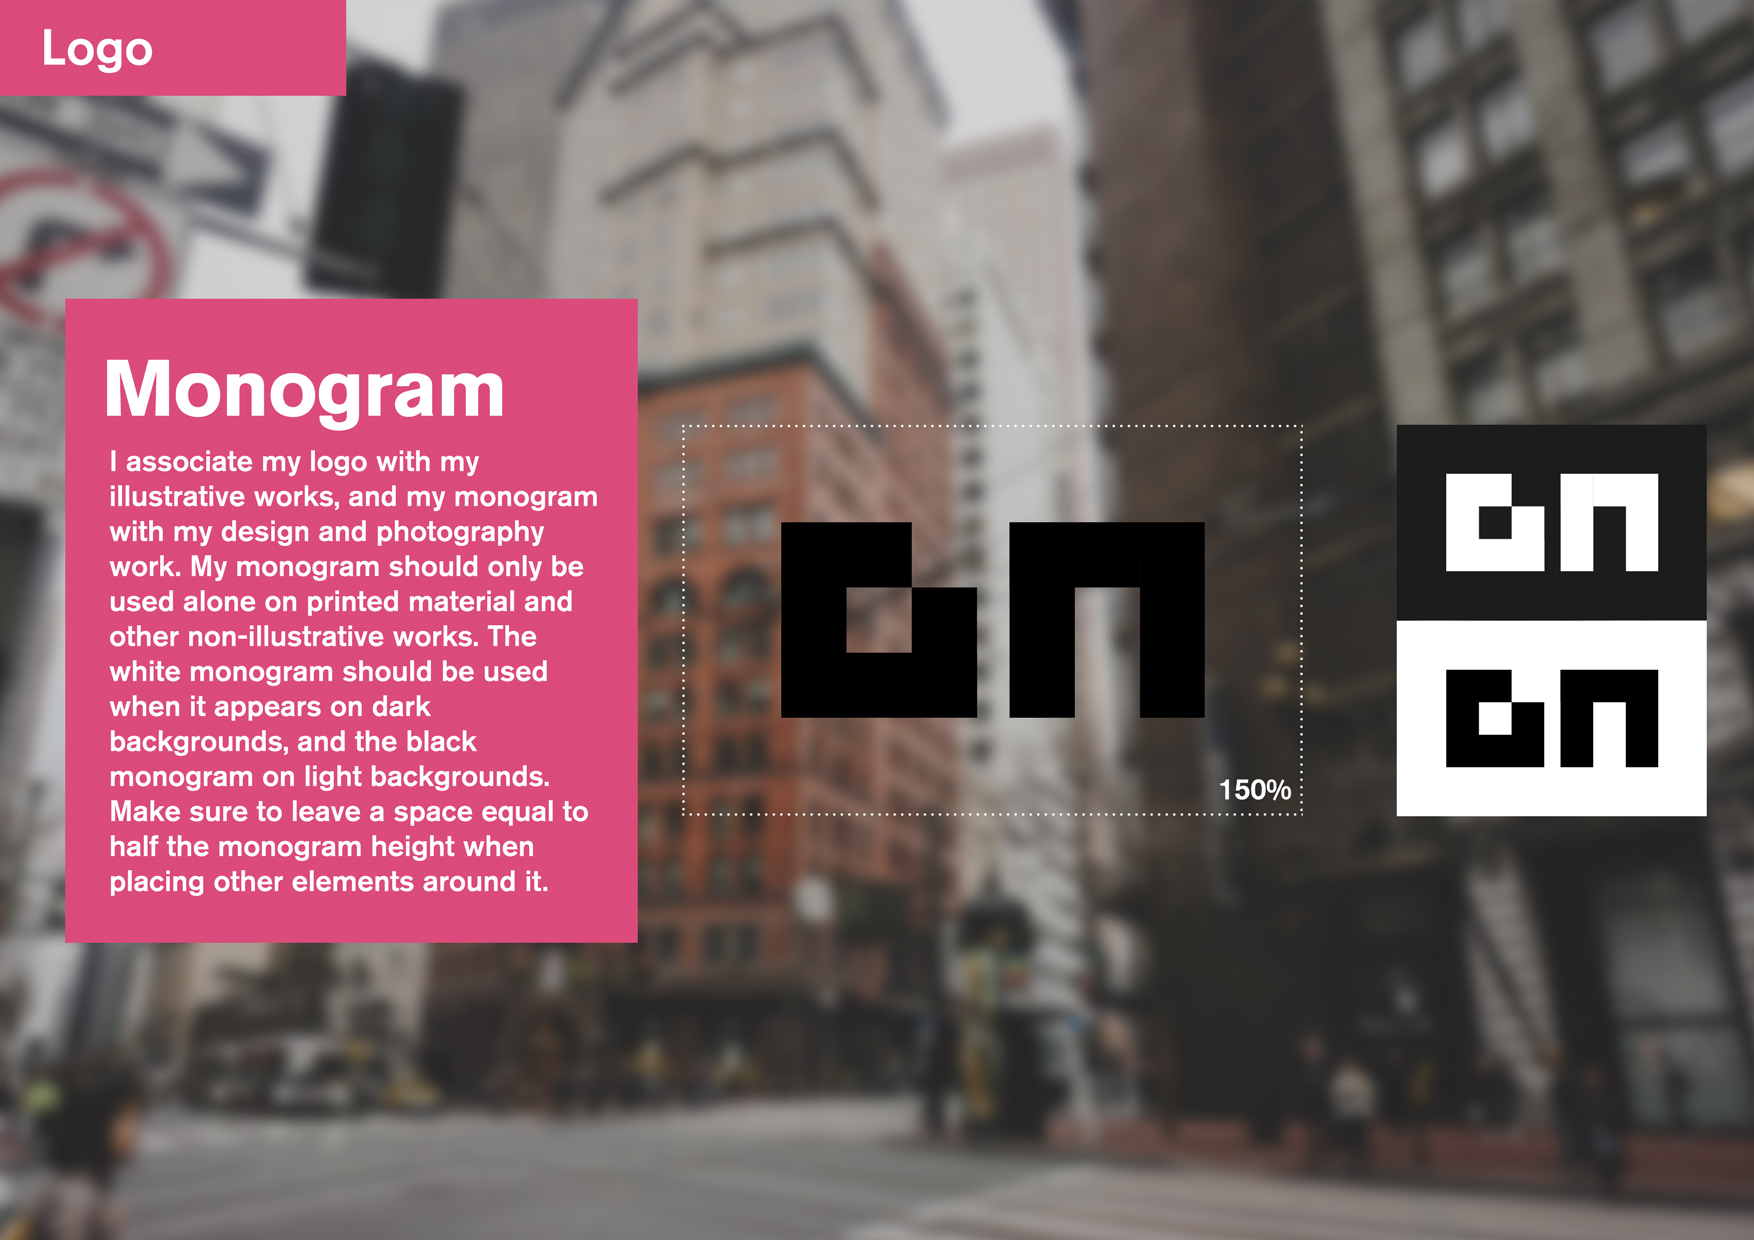 Logo
Monogram
I associate my logo with my
illustrative works, and my monogram
with my design and photography
work. My monogram should only be
used alone on printed material and
other non-illustrative works. The
white monogram should be used
when it appears on dark
backgrounds, and the black
monogram on light backgrounds.
Make sure to leave a space equal to
half the monogram height when
placing other elements around it.
150%